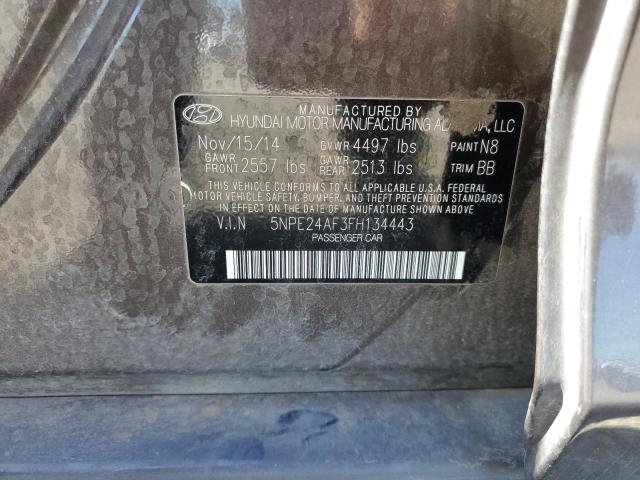 MANUFACTURED BY
HYUNDAI MOTOR MANUFACTURING LLC
Nov/15/14 GVWR 4497 lbs PAINT N8
GAWR FRONT 2557 lbs GAWR REAR 2513 lbs TRIM BB
THIS VEHICLE CONFORMS TO ALL APPLICABLE U.S.A. FEDERAL
MOTOR VEHICLE SAFETY, BUMPER, AND THEFT PREVENTION
STANDARDS IN EFFECT ON THE DATE OF MANUFACTURE SHOWN ABOVE.
V.I.N 5NPE24AF3FH134443
PASSENGER CAR